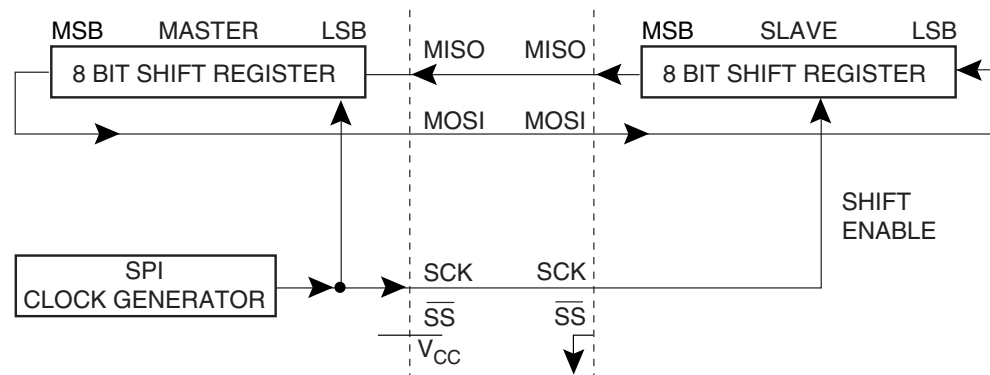 MSB MASTER LSB
8 BIT SHIFT REGISTER
MISO MISO
MSB SLAVE LSB
8 BIT SHIFT REGISTER
MOSI MOSI
SHIFT
ENABLE
SPI
CLOCK GENERATOR
SCK SCK
SS SS
VCC